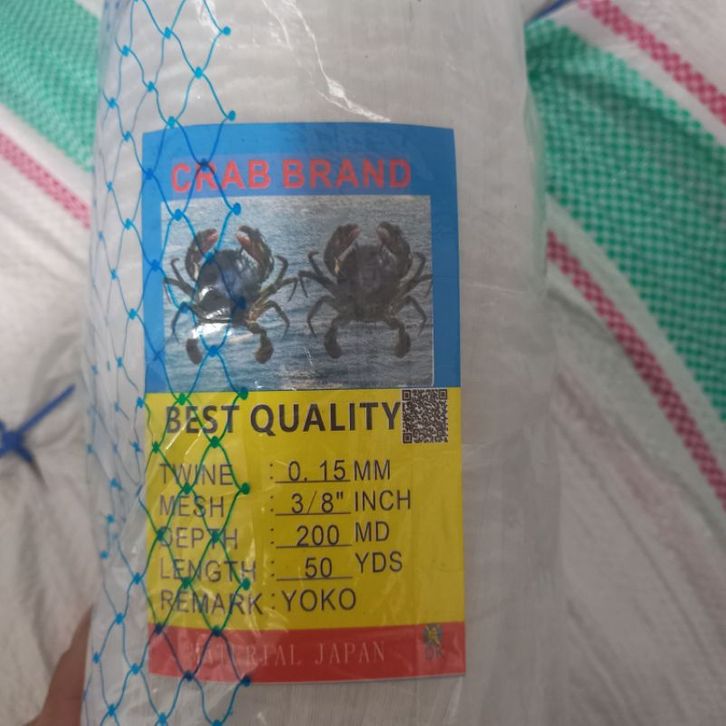 CRAB BRAND
BEST QUALITY
TWINE : 0.15 MM
MESH : 3/8" INCH
DEPTH : 200 MD
LENGTH : 50 YDS
REMARK : YOKO
MATERIAL JAPAN